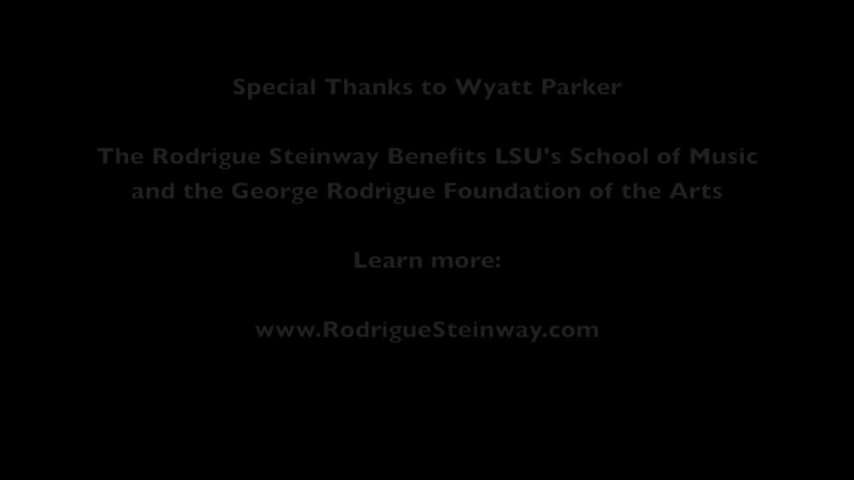 Special Thanks to Wyatt Parker
The Rodrigue Steinway Benefits LSU's School of Music
and the George Rodrigue Foundation of the Arts
Learn more:
www.RodrigueSteinway.com